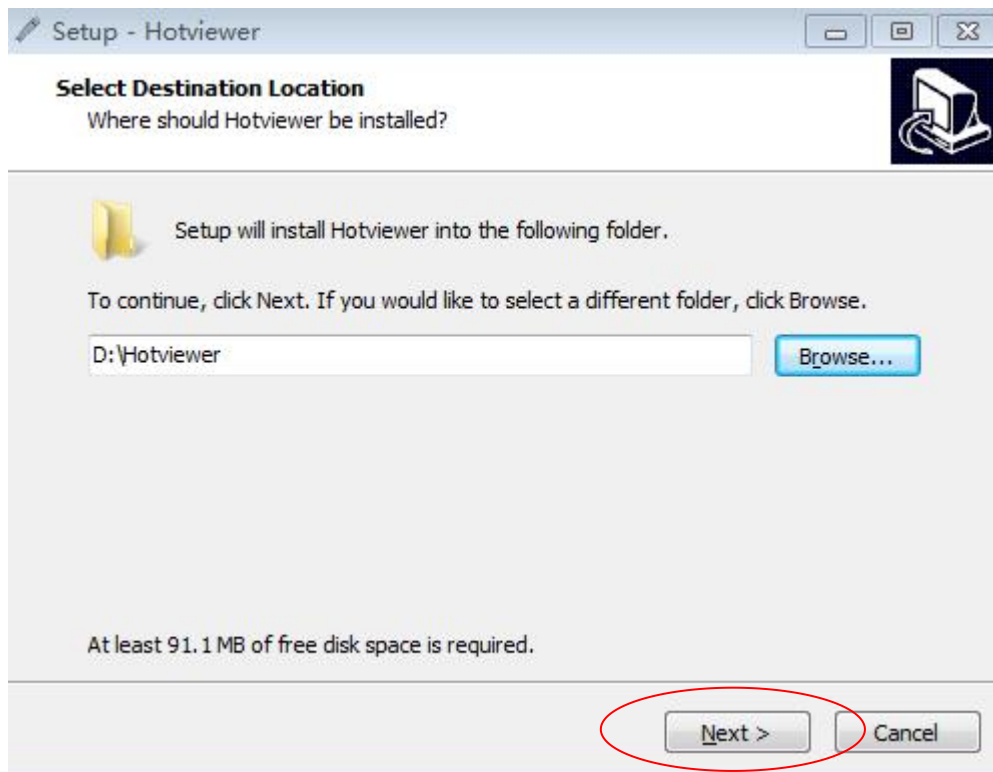 Setup - Hotviewer
Select Destination Location
Where should Hotviewer be installed?
Setup will install Hotviewer into the following folder.
To continue, click Next. If you would like to select a different folder, click Browse.
D:\Hotviewer
Browse...
At least 91.1 MB of free disk space is required.
Next >
Cancel